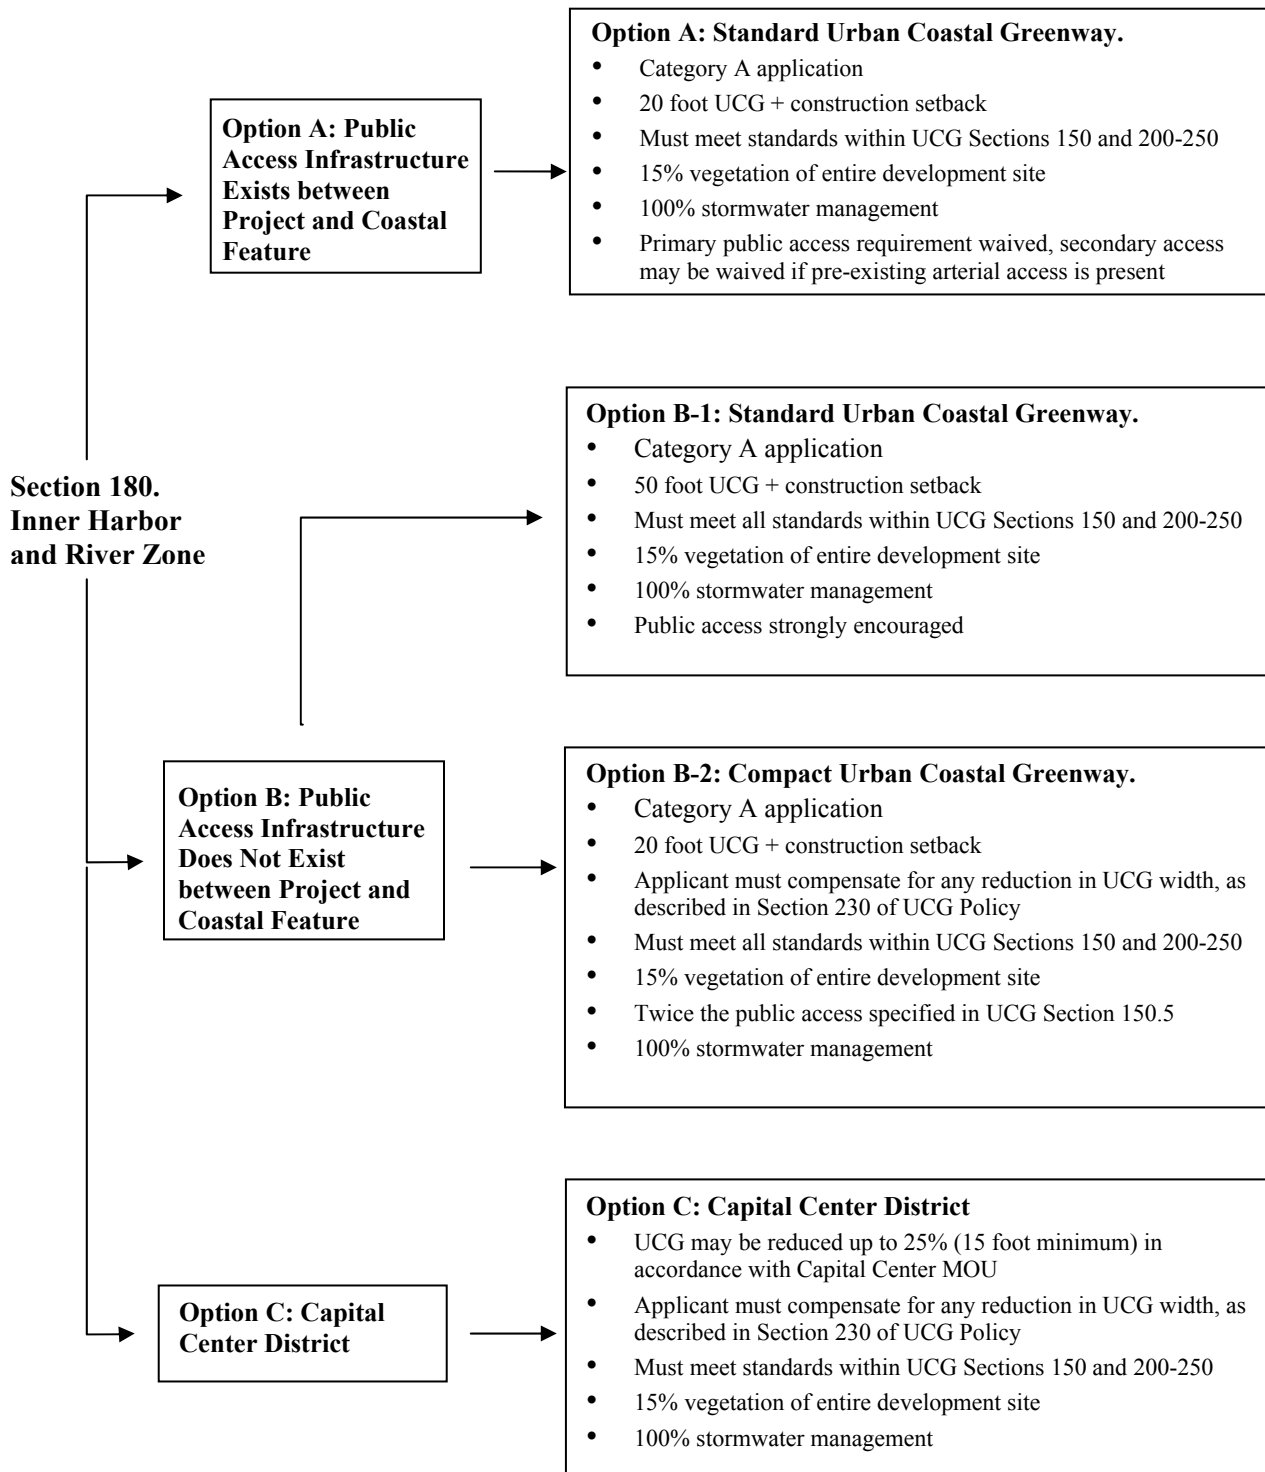 Section 180.
Inner Harbor
and River Zone
Option A: Public
Access Infrastructure
Exists between
Project and Coastal
Feature
Option A: Standard Urban Coastal Greenway.
• Category A application
• 20 foot UCG + construction setback
• Must meet standards within UCG Sections 150 and 200-250
• 15% vegetation of entire development site
• 100% stormwater management
• Primary public access requirement waived, secondary access
may be waived if pre-existing arterial access is present
Option B: Public
Access Infrastructure
Does Not Exist
between Project and
Coastal Feature
Option B-1: Standard Urban Coastal Greenway.
• Category A application
• 50 foot UCG + construction setback
• Must meet all standards within UCG Sections 150 and 200-250
• 15% vegetation of entire development site
• 100% stormwater management
• Public access strongly encouraged
Option B-2: Compact Urban Coastal Greenway.
• Category A application
• 20 foot UCG + construction setback
• Applicant must compensate for any reduction in UCG width, as
described in Section 230 of UCG Policy
• Must meet all standards within UCG Sections 150 and 200-250
• 15% vegetation of entire development site
• Twice the public access specified in UCG Section 150.5
• 100% stormwater management
Option C: Capital
Center District
Option C: Capital Center District
• UCG may be reduced up to 25% (15 foot minimum) in
accordance with Capital Center MOU
• Applicant must compensate for any reduction in UCG width, as
described in Section 230 of UCG Policy
• Must meet standards within UCG Sections 150 and 200-250
• 15% vegetation of entire development site
• 100% stormwater management